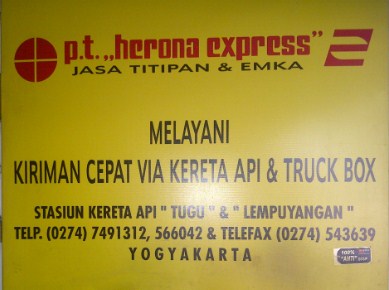 p.t. „herona express”
JASA TITIPAN & EMKA
MELAYANI
KIRIMAN CEPAT VIA KERETA API & TRUCK BOX
STASIUN KERETA API " TUGU " & " LEMPUYANGAN "
TELP. (0274) 7491312, 566042 & TELEFAX (0274) 543639
YOGYAKARTA